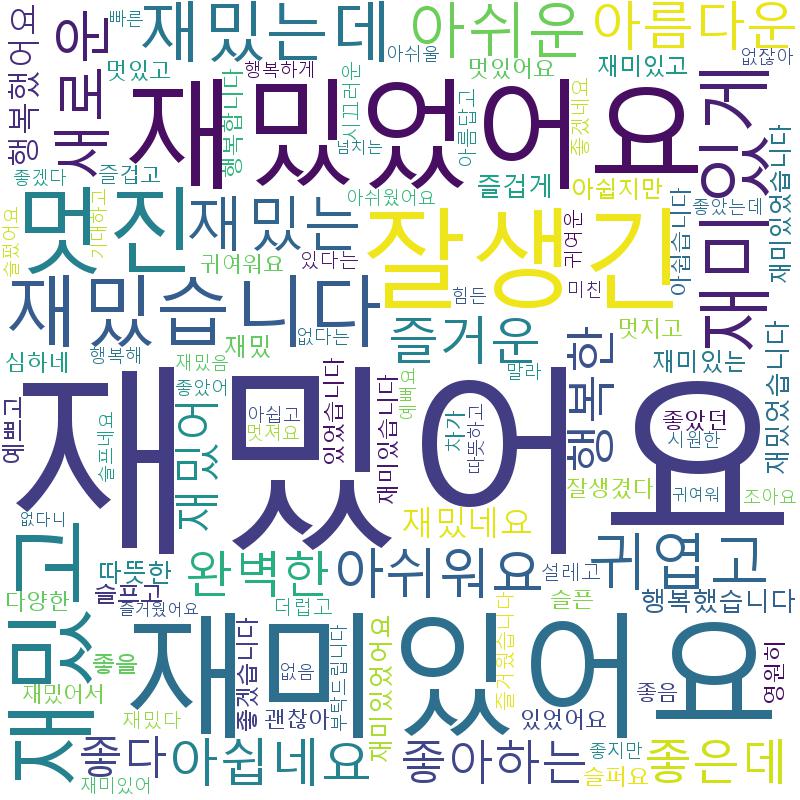 행복했어요
빠른
재밌는데
아쉬운
아름다운
새로운
멋있고
행복하게
아쉬울
멋있어요
재미있고
없잖아
재밌었어요
행복합니다
시끄러운
아름답고
좋겠네요
재미있게
좋겠다
즐겁고
넘치는
즐겁게
아쉽지만
재미있었습니다
슬펐어요
멋진
기대하고
재밌는
아쉬웠어요
잘생긴
귀여운
아쉽습니다
좋았는데
귀여워요
있다는
힘든
미친
재밌습니다
없다는
즐거운
멋지고
심하네
행복해
재밌
재밌음
행복한
재미있는
재밌었습니다
좋았어
말라
예쁘고
슬프네요
재밌어
재밌어요
아쉽고
멋져요
있었습니다
재미있습니다
예뻐요
차가
따뜻하고
좋았던
시원한
잘생겼다
귀여워
조아요
없다니
재밌고
재밌네요
따뜻한
완벽한
아쉬워요
설레고
귀엽고
다양한
슬프고
즐거웠어요
더럽고
슬픈
행복했습니다
재미있어요
좋을
좋겠습니다
없음
부탁드립니다
재미있었어요
즐거웠습니다
영원히
재밌어서
재밌다
괜찮아
있었어요
좋음
좋다
아쉽네요
좋아하는
좋지만
좋은데
재미있어
슬퍼요